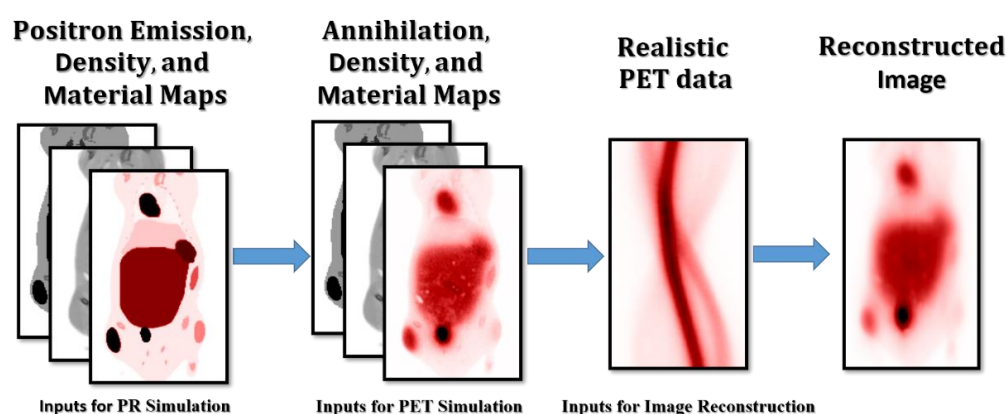 Positron Emission,
Density, and
Material Maps
Annihilation,
Density, and
Material Maps
Realistic
PET data
Reconstructed
Image
Inputs for PR Simulation
Inputs for PET Simulation
Inputs for Image Reconstruction